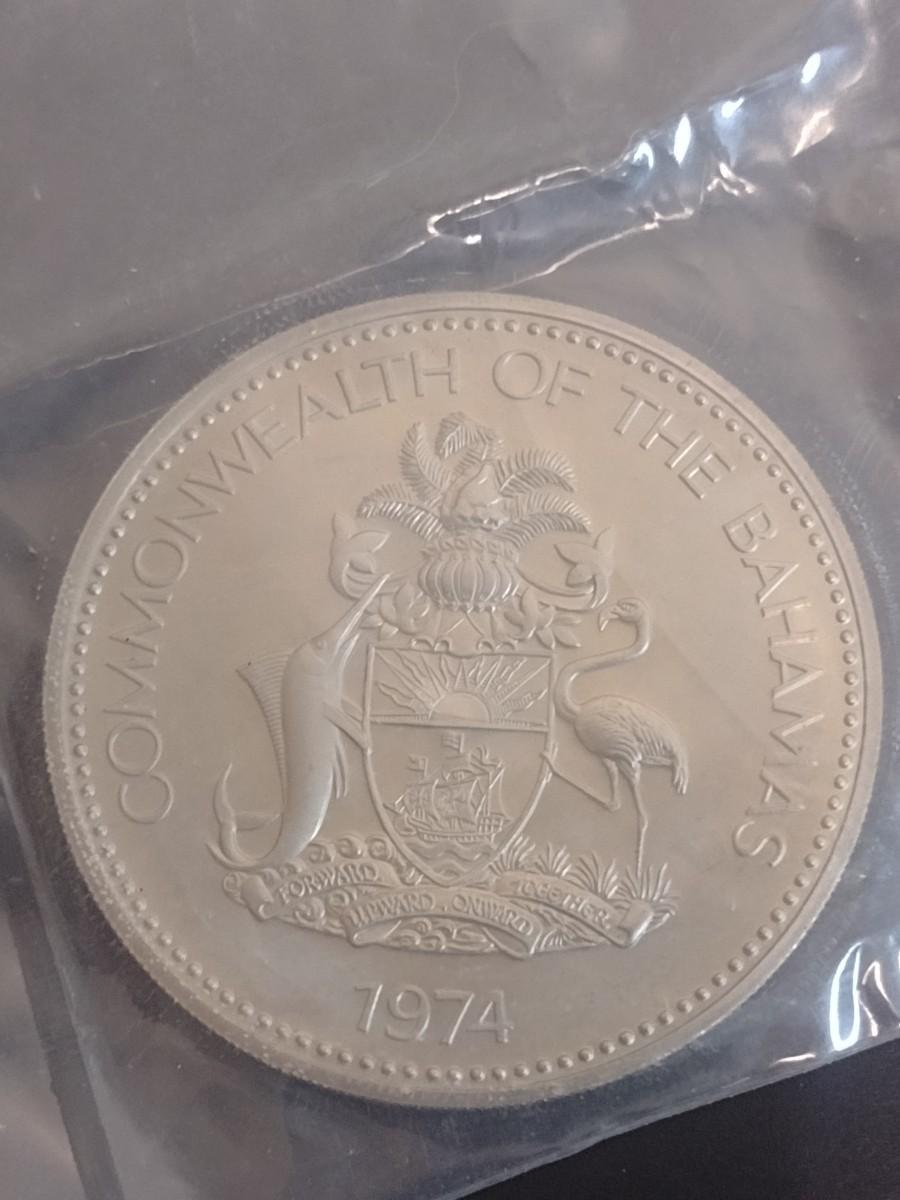 COMMONWEALTH OF THE BAHAMAS
FORWARD, UPWARD, ONWARD TOGETHER
1974